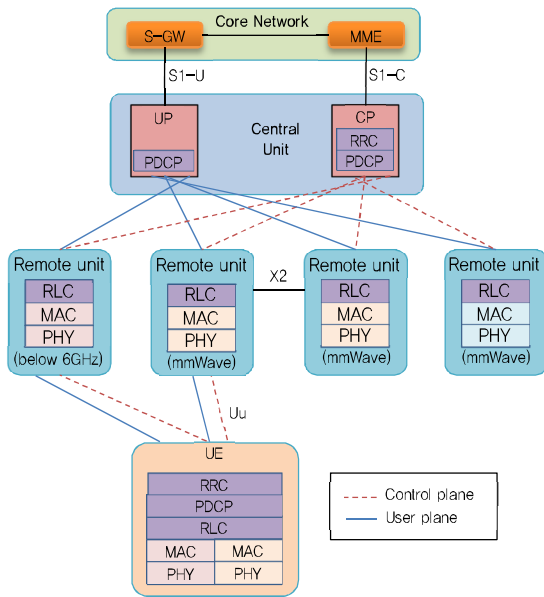 Core Network
S-GW
MME
S1-U
S1-C
UP
PDCP
Central
Unit
CP
RRC
PDCP
Remote unit
RLC
MAC
PHY
(below 6GHz)
Remote unit
RLC
MAC
PHY
(mmWave)
X2
Remote unit
RLC
MAC
PHY
(mmWave)
Remote unit
RLC
MAC
PHY
(mmWave)
Uu
UE
RRC
PDCP
RLC
MAC MAC
PHY PHY
Control plane
User plane